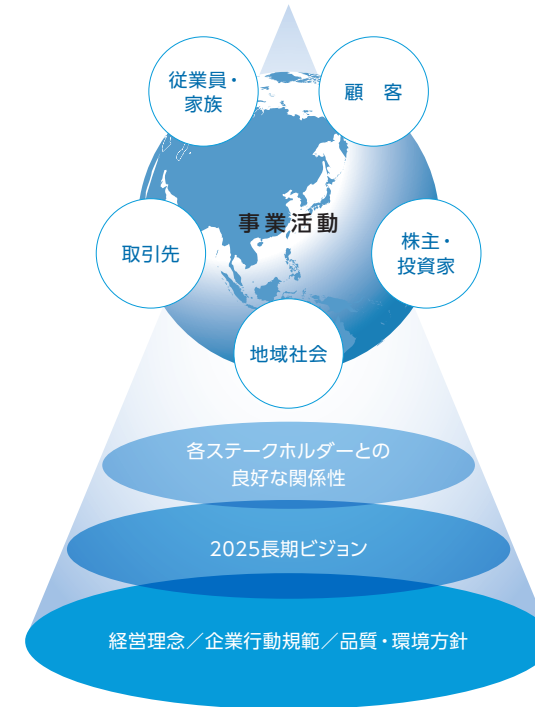 従業員・
家族
顧　客
事業活動
取引先
株主・
投資家
地域社会
各ステークホルダーとの
良好な関係性
2025長期ビジョン
経営理念／企業行動規範／品質・環境方針